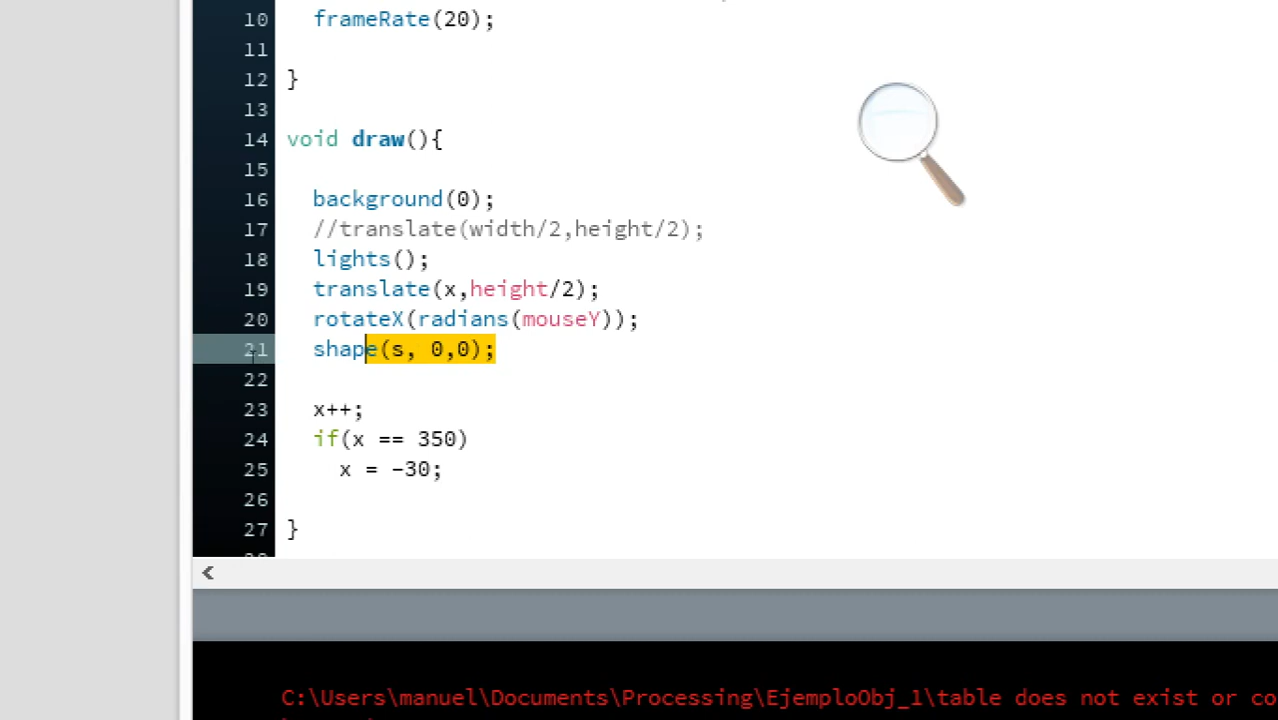 10 frameRate(20);
11
12 }
13
14 void draw(){
15
16 background(0);
17 //translate(width/2,height/2);
18 lights();
19 translate(x,height/2);
20 rotateX(radians(mouseY));
21 shape(s, 0,0);
22
23 x++;
24 if(x == 350)
25 x = -30;
26
27 }
C:\Users\manuel\Documents\Processing\EjemploObj_1\table does not exist or co